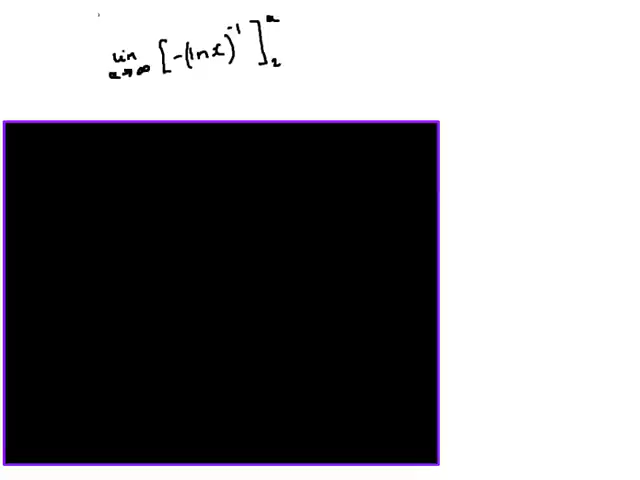 lim a→∞ [-(ln x)^-1]_2^a